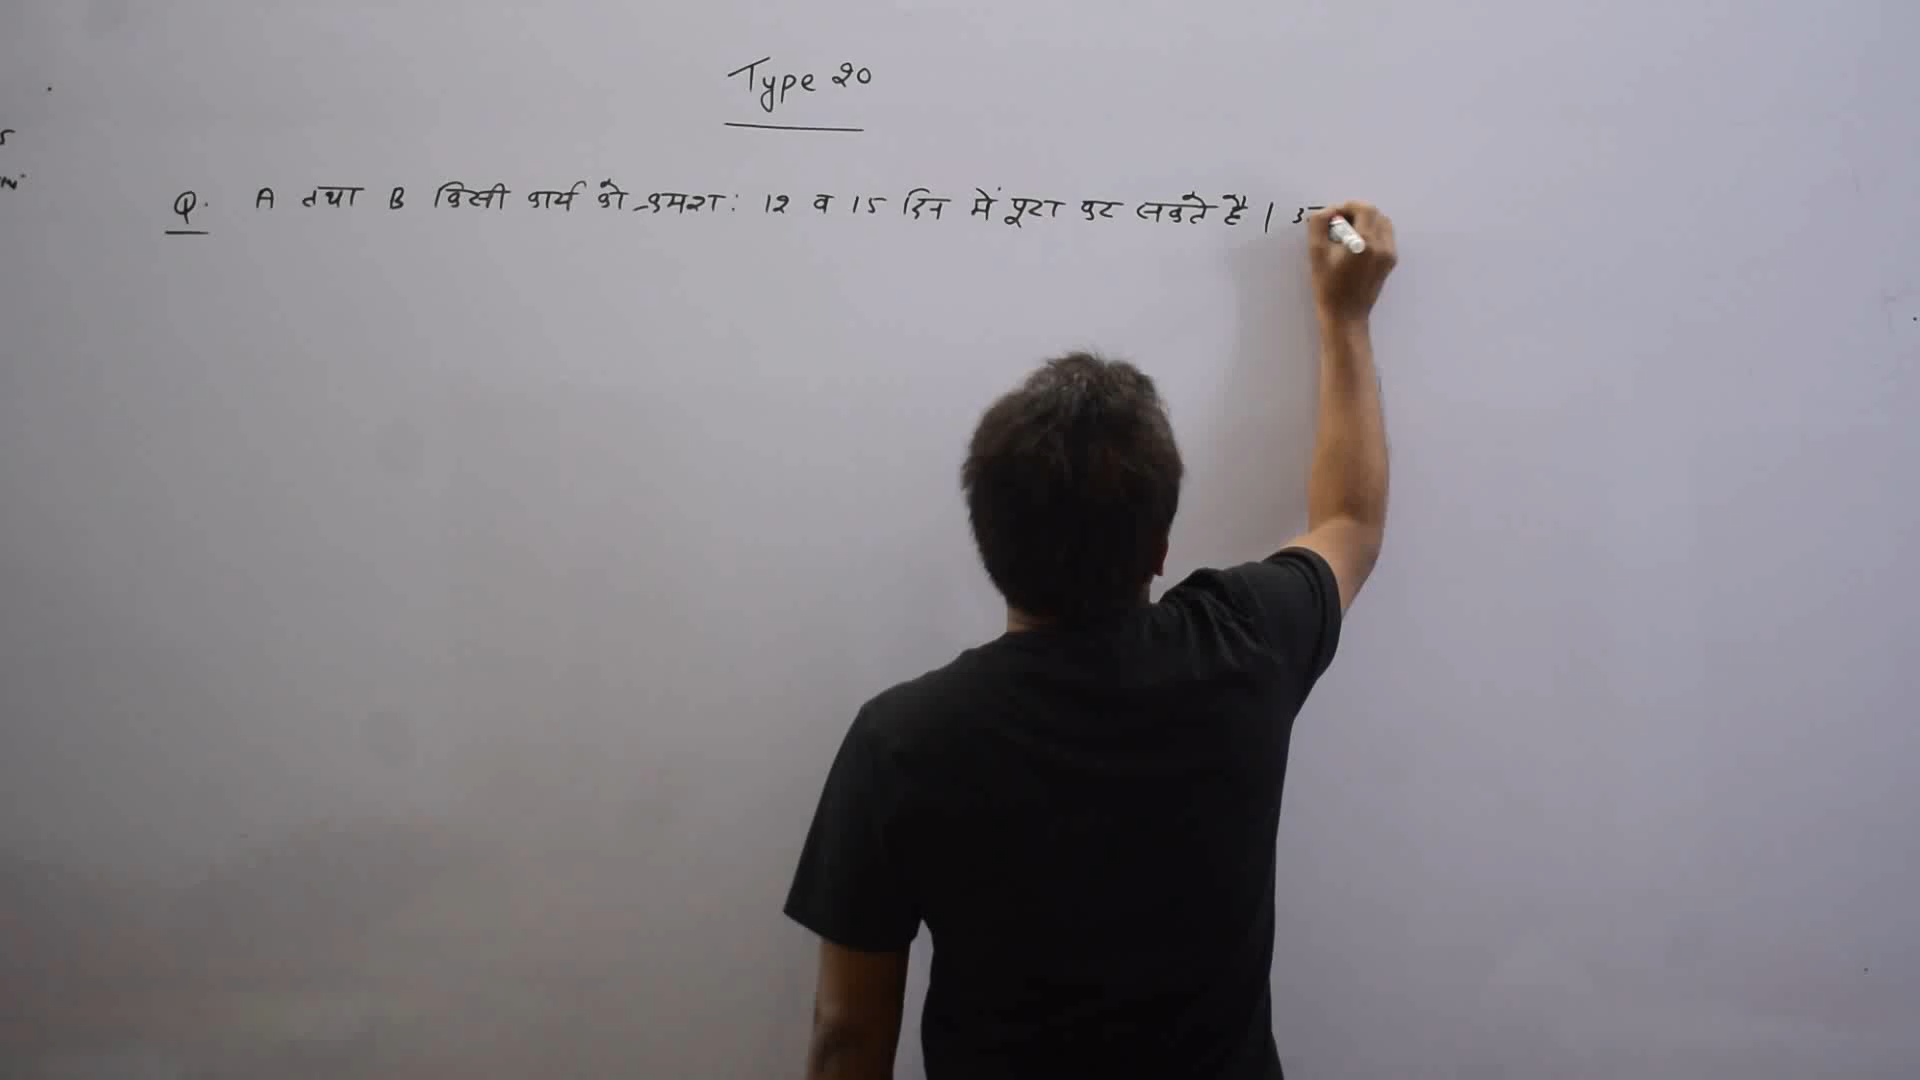 Type 20
Q. A तथा B किसी कार्य को क्रमश: 12 व 15 दिन में पूरा कर सकते है |